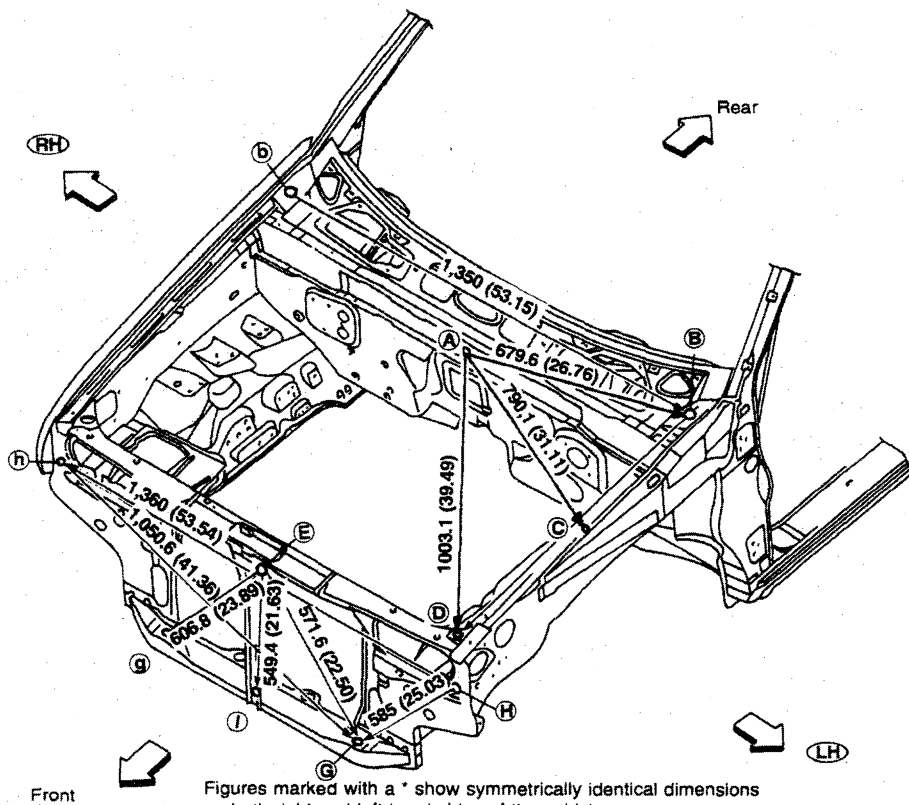 Rear
RH
b
1,350 (53.15)
A
B
679.6 (26.76)
790.1 (31.11)
h
1003.1 (39.49)
1,360 (53.54)
E
C
1,050.6 (41.36)
D
606.8 (23.89)
549.4 (21.63)
571.6 (22.50)
g
585 (25.03)
H
I
G
LH
Front
Figures marked with a * show symmetrically identical dimensions